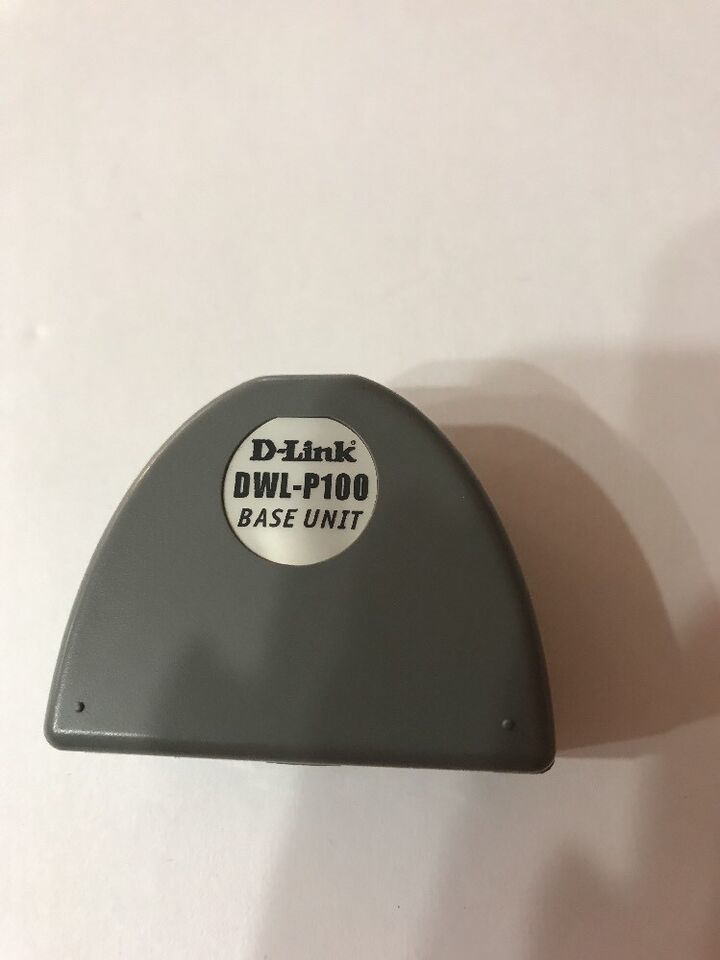 D-Link®
DWL-P100
BASE UNIT